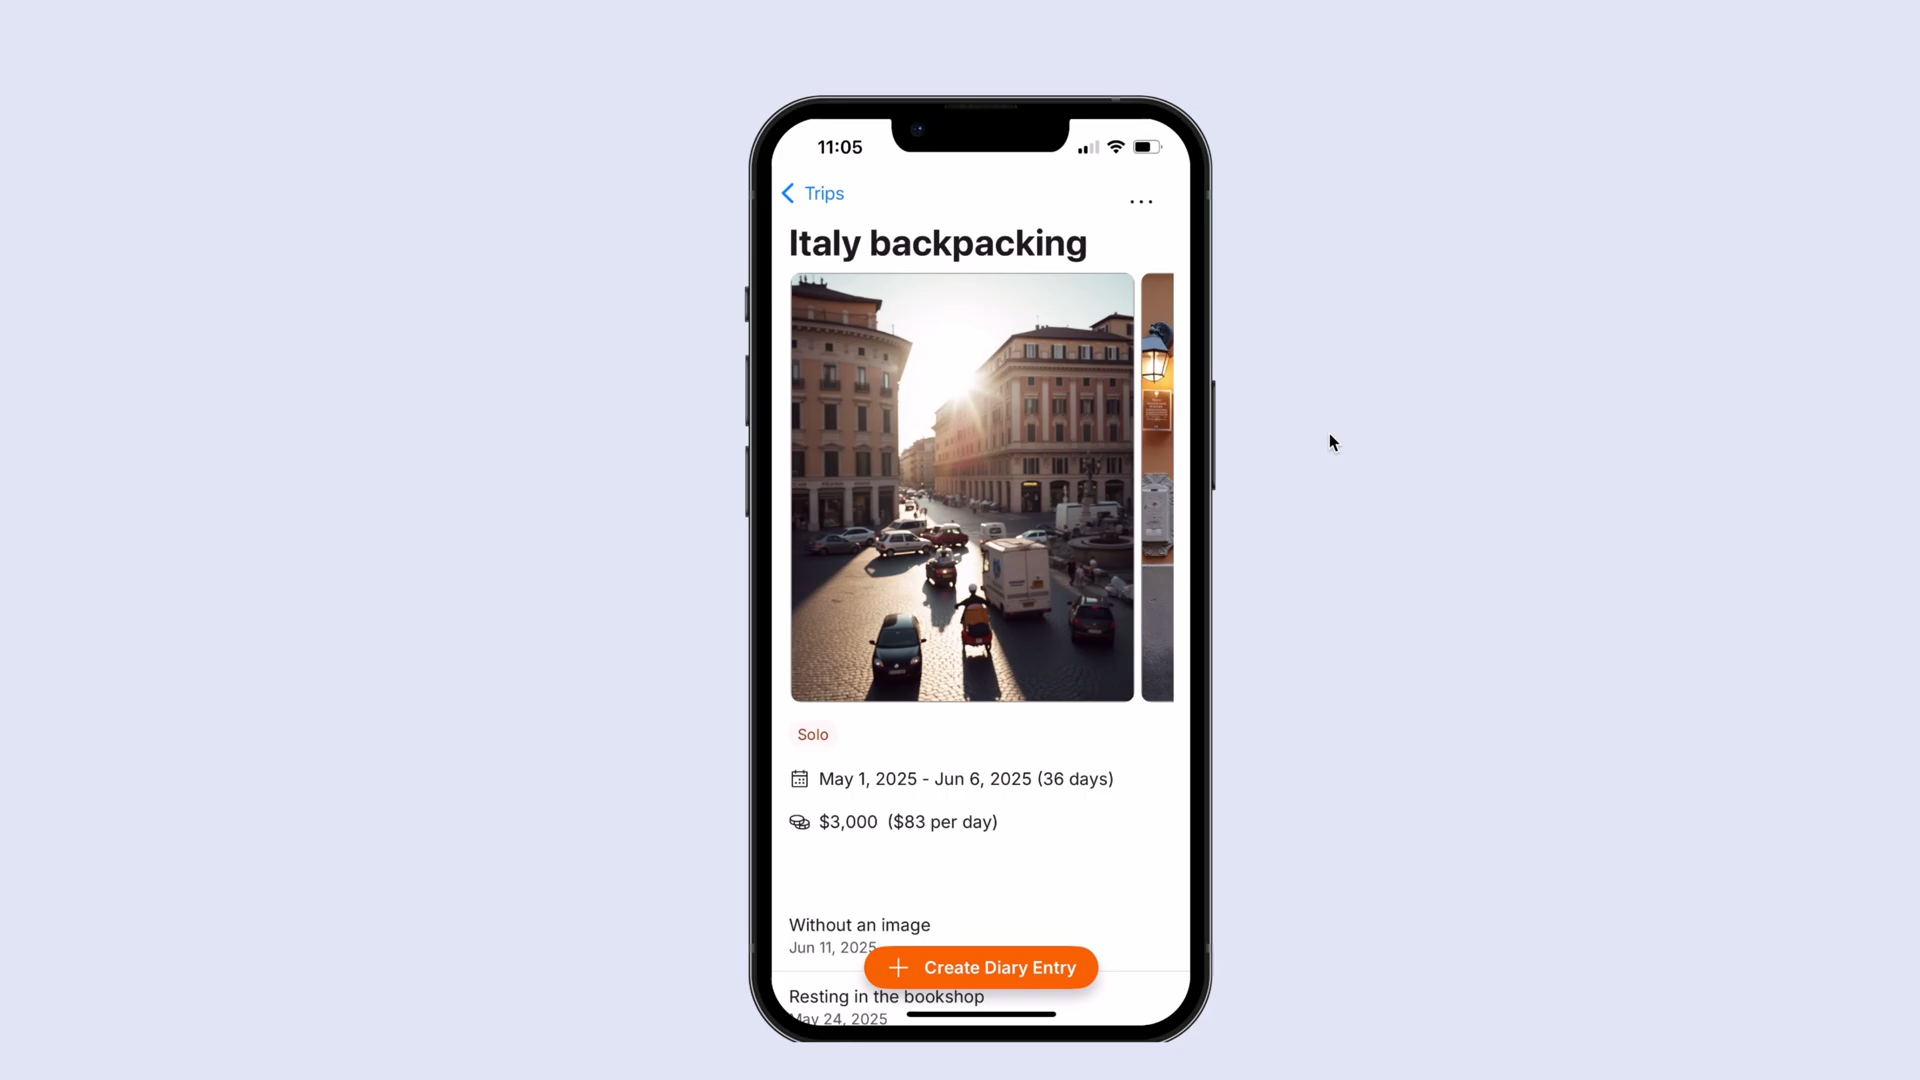 11:05
Trips
Italy backpacking
Solo
May 1, 2025 - Jun 6, 2025 (36 days)
$3,000 ($83 per day)
Without an image
Jun 11, 2025
Create Diary Entry
Resting in the bookshop
May 24, 2025